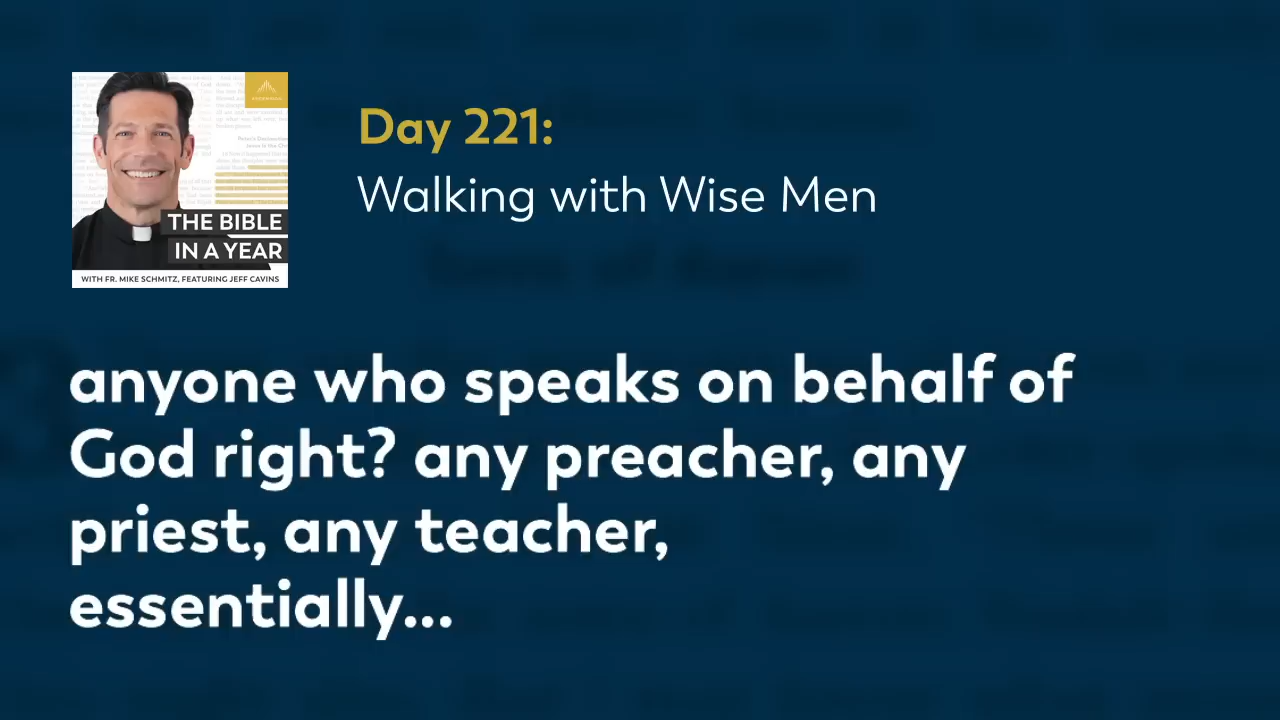 Day 221:
Walking with Wise Men
THE BIBLE
IN A YEAR
WITH FR. MIKE SCHMITZ, FEATURING JEFF CAVINS
anyone who speaks on behalf of
God right? any preacher, any
priest, any teacher,
essentially...